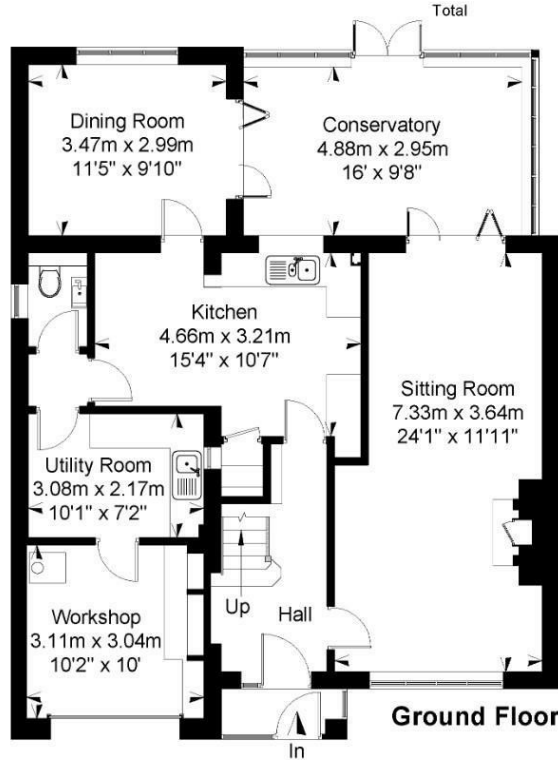 Total
Dining Room
3.47m x 2.99m
11'5" x 9'10"
Conservatory
4.88m x 2.95m
16' x 9'8"
Kitchen
4.66m x 3.21m
15'4" x 10'7"
Sitting Room
7.33m x 3.64m
24'1" x 11'11"
Utility Room
3.08m x 2.17m
10'1" x 7'2"
Workshop
3.11m x 3.04m
10'2" x 10'
Up
Hall
Ground Floor
In